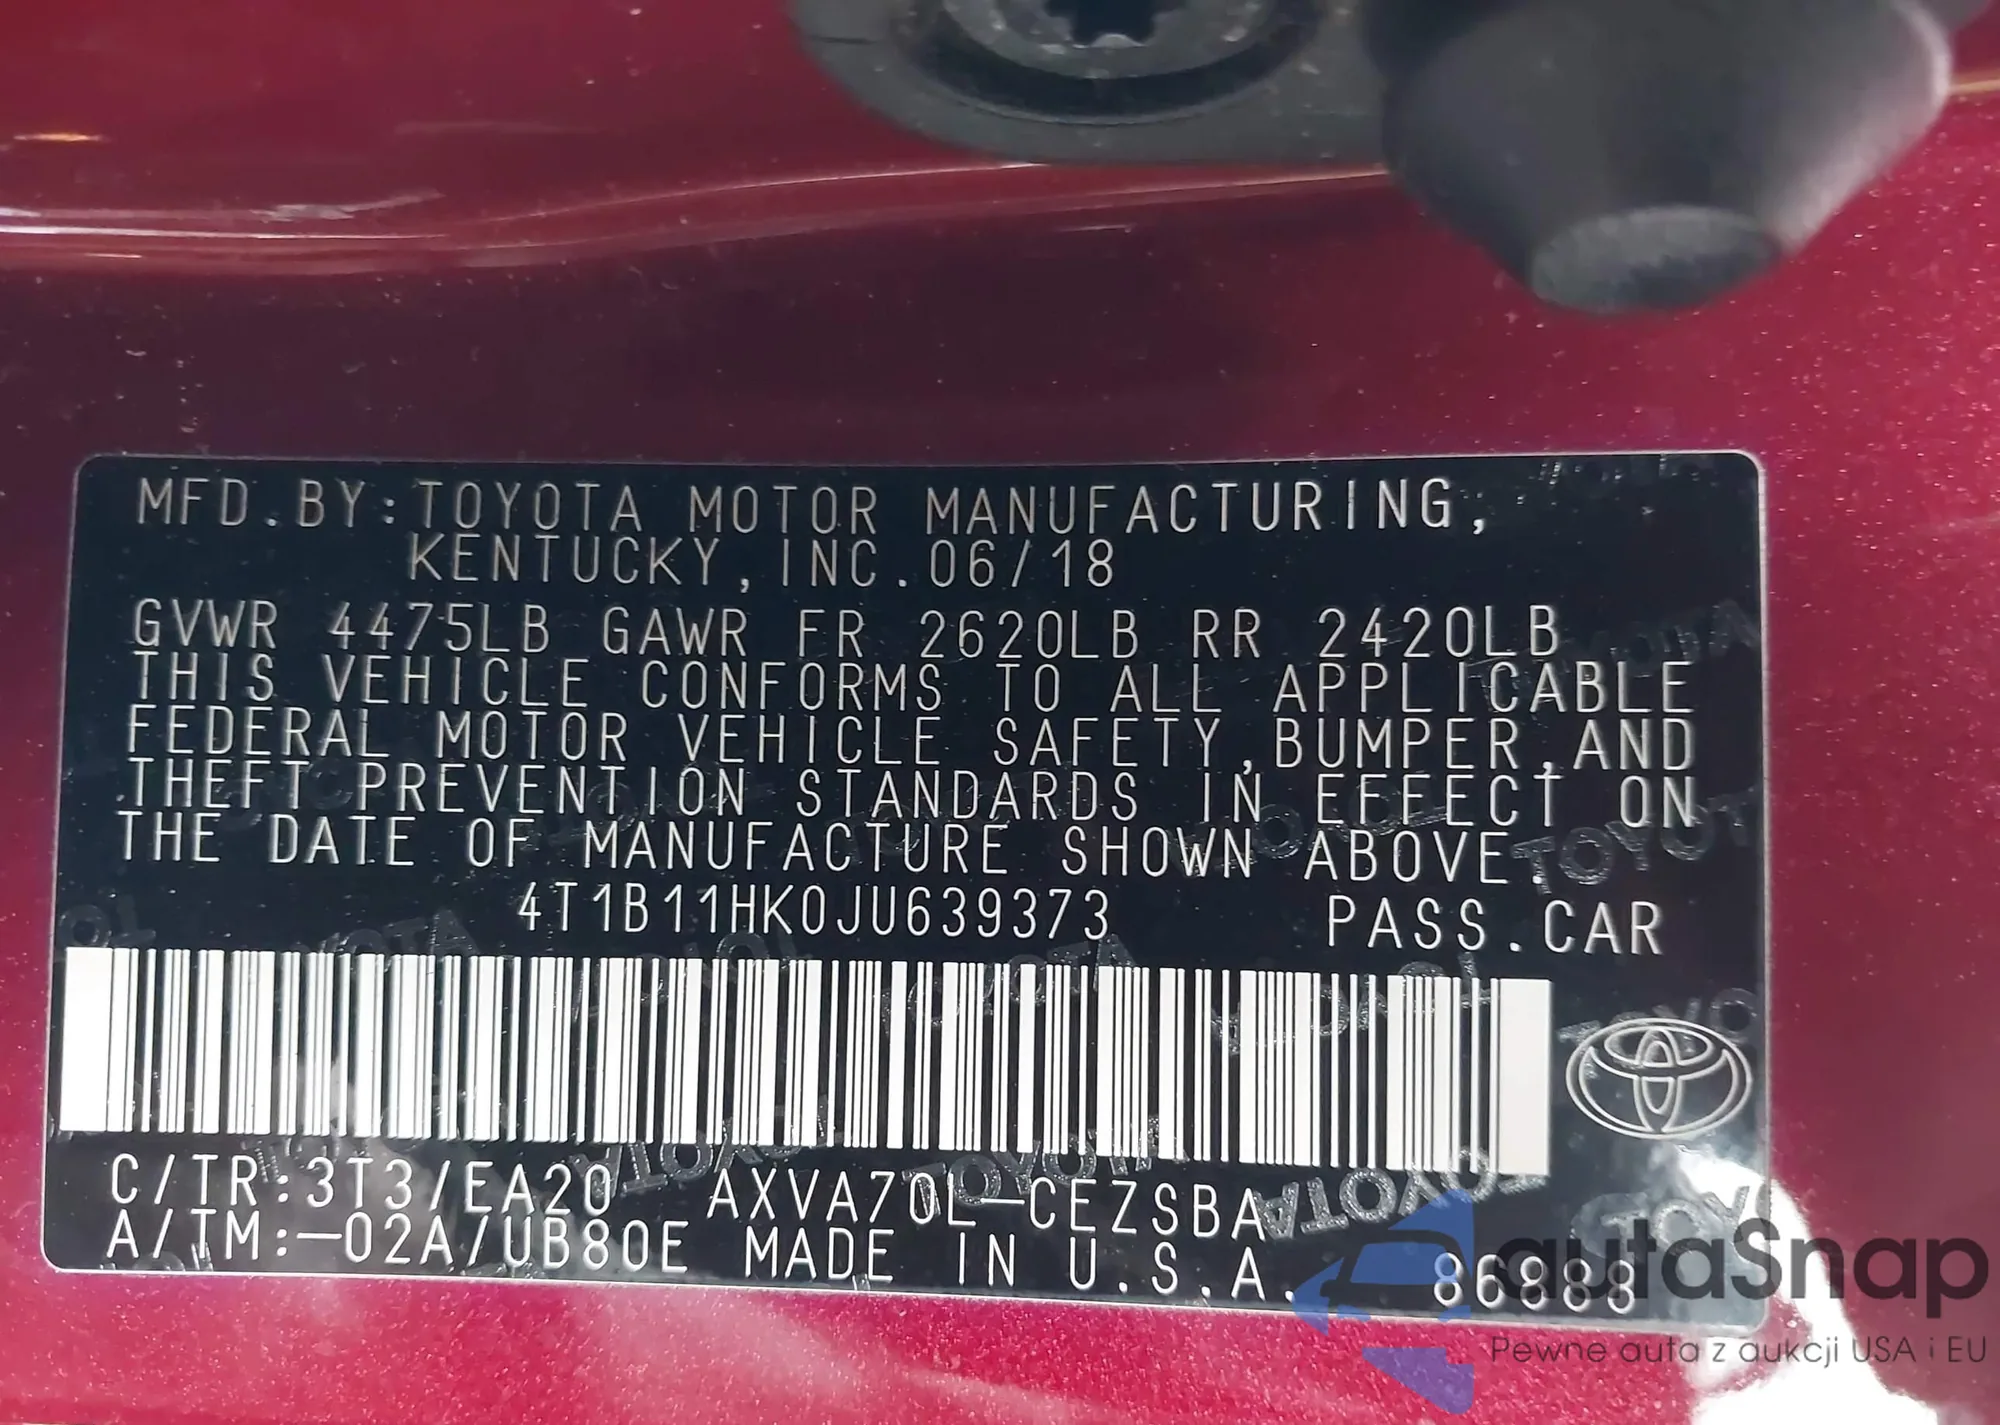 MFD.BY:TOYOTA MOTOR MANUFACTURING,
KENTUCKY,INC.06/18
GVWR 4475LB GAWR FR 2620LB RR 2420LB
THIS VEHICLE CONFORMS TO ALL APPLICABLE
FEDERAL MOTOR VEHICLE SAFETY,BUMPER,AND
THEFT PREVENTION STANDARDS IN EFFECT ON
THE DATE OF MANUFACTURE SHOWN ABOVE.
4T1B11HK0JU639373 PASS.CAR
C/TR:3T3/EA20 AXVA70L-CEZSBA
A/TM:-02A/UB80E MADE IN U.S.A. 86888
autaSnap
Pewne auta z aukcji USA i EU